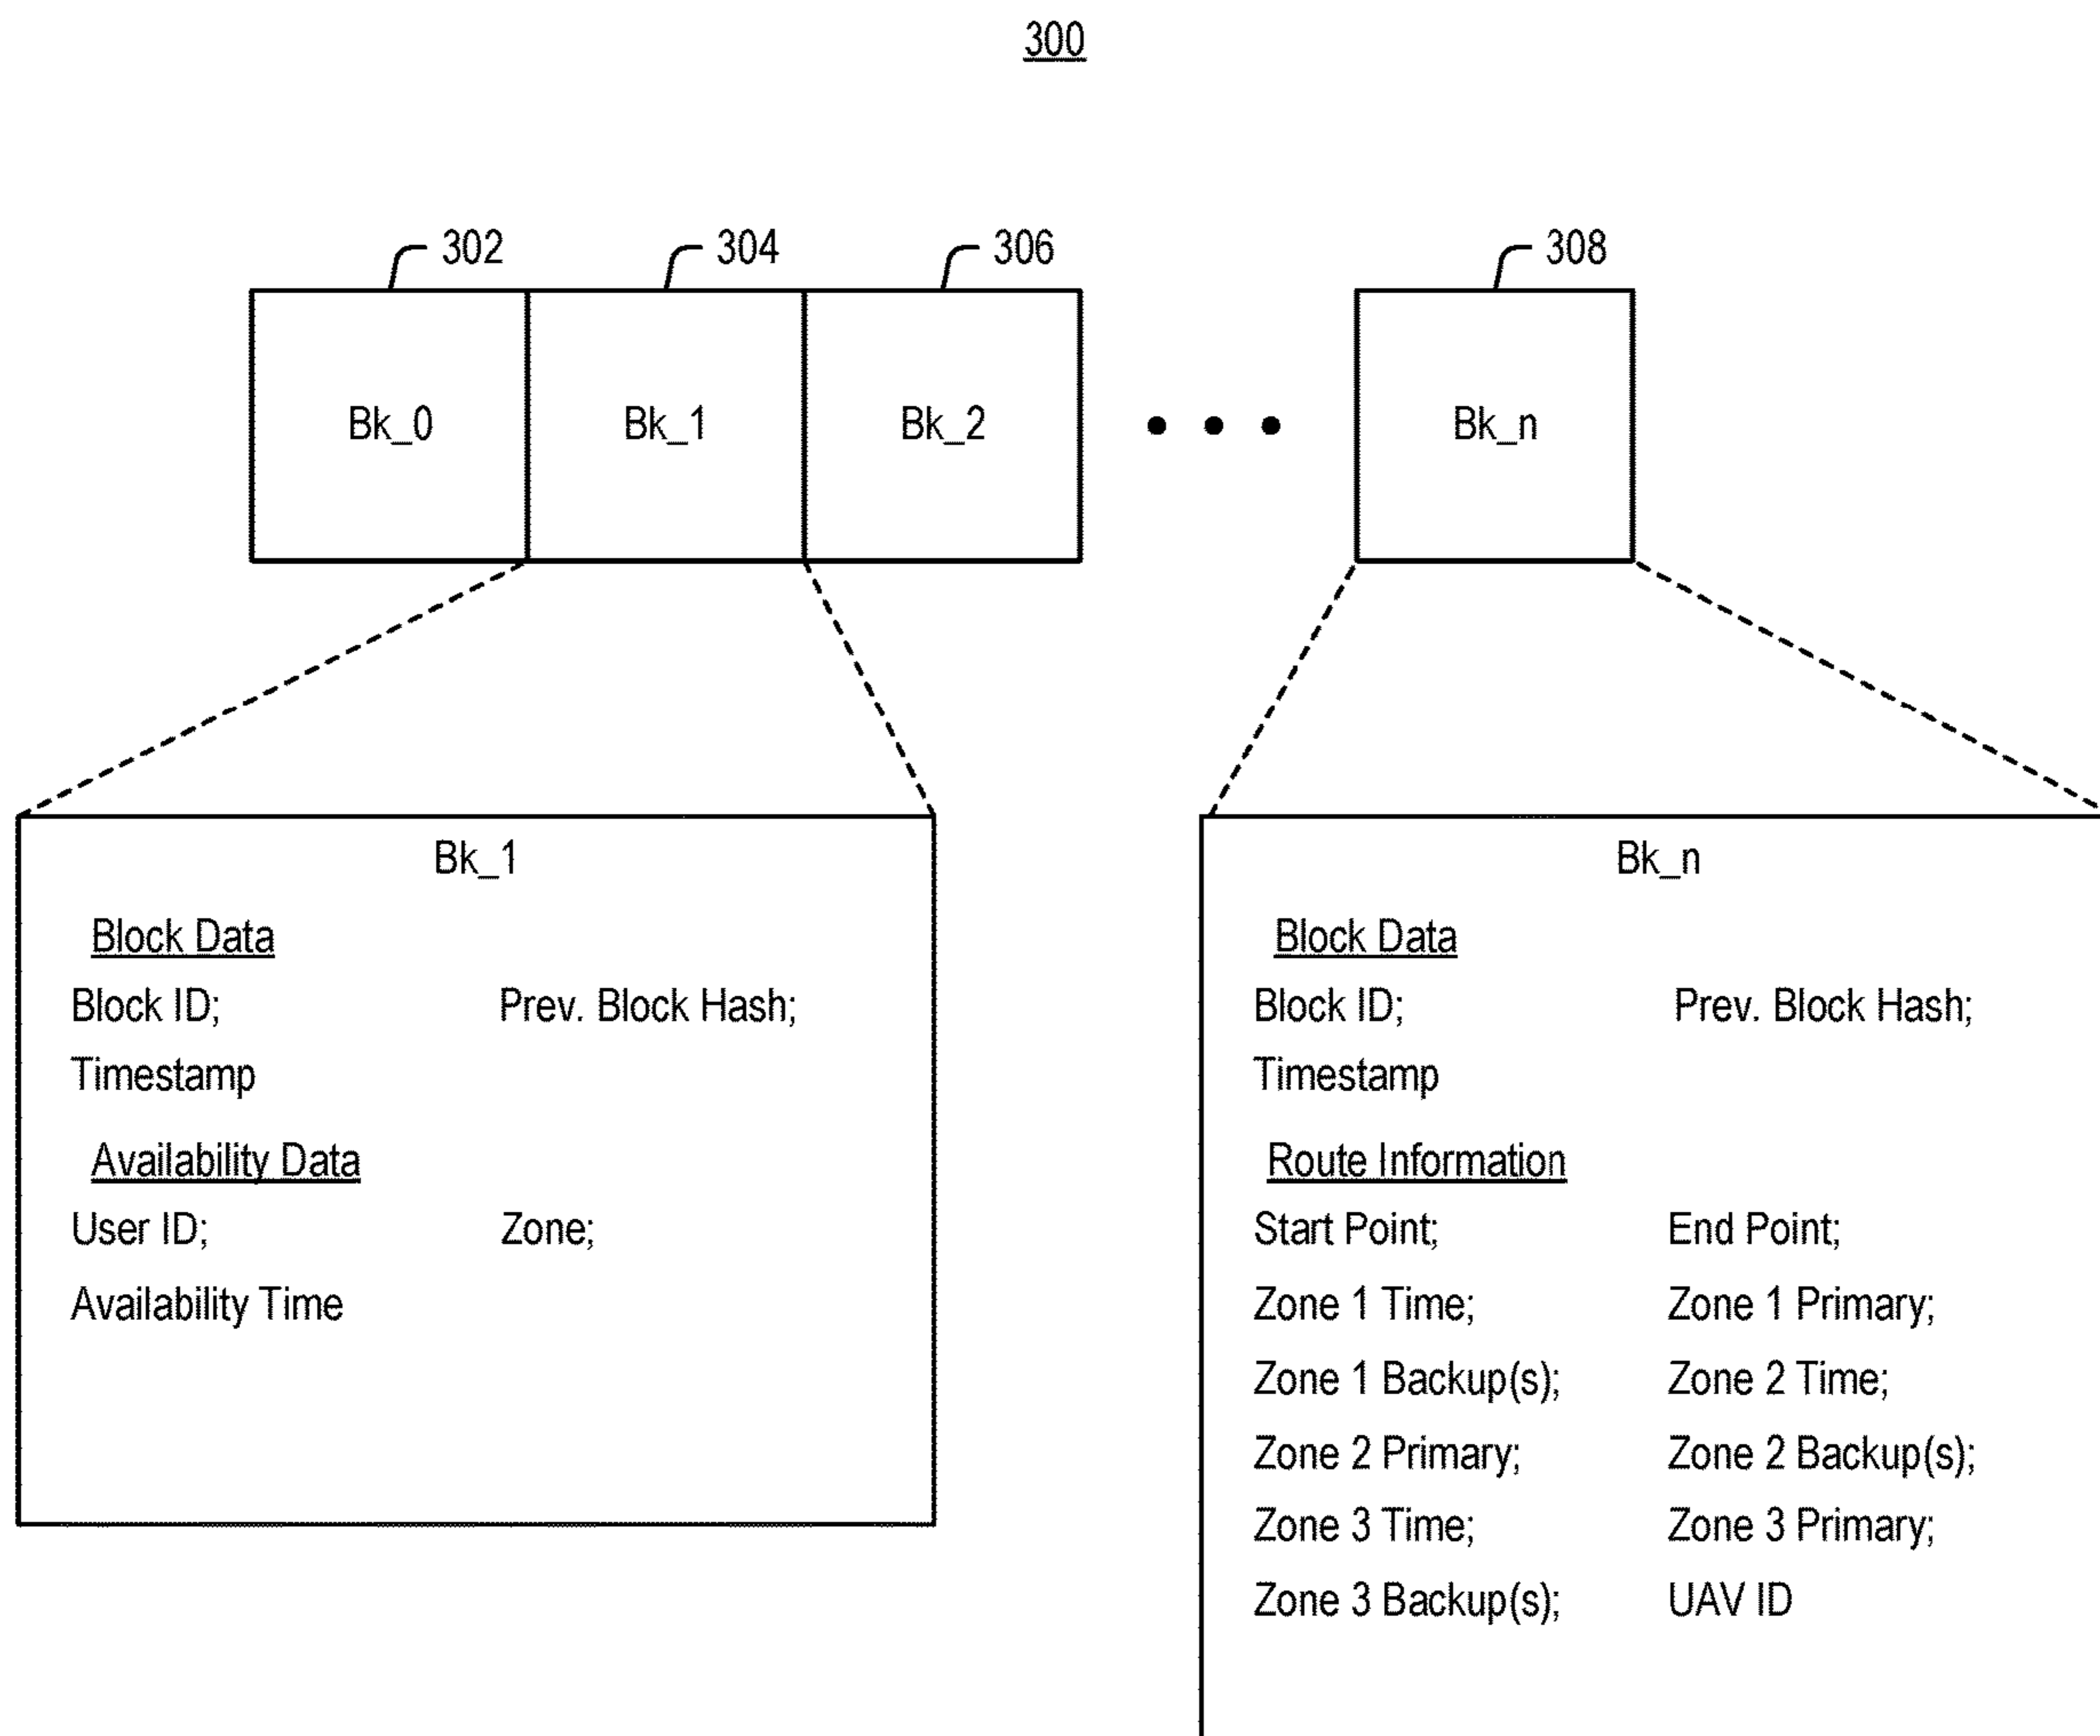 300
302 304 306 308
Bk_0 Bk_1 Bk_2 Bk_n
Bk_1
Block Data
Block ID; Prev. Block Hash;
Timestamp
Availability Data
User ID; Zone;
Availability Time
Bk_n
Block Data
Block ID; Prev. Block Hash;
Timestamp
Route Information
Start Point; End Point;
Zone 1 Time; Zone 1 Primary;
Zone 1 Backup(s); Zone 2 Time;
Zone 2 Primary; Zone 2 Backup(s);
Zone 3 Time; Zone 3 Primary;
Zone 3 Backup(s); UAV ID